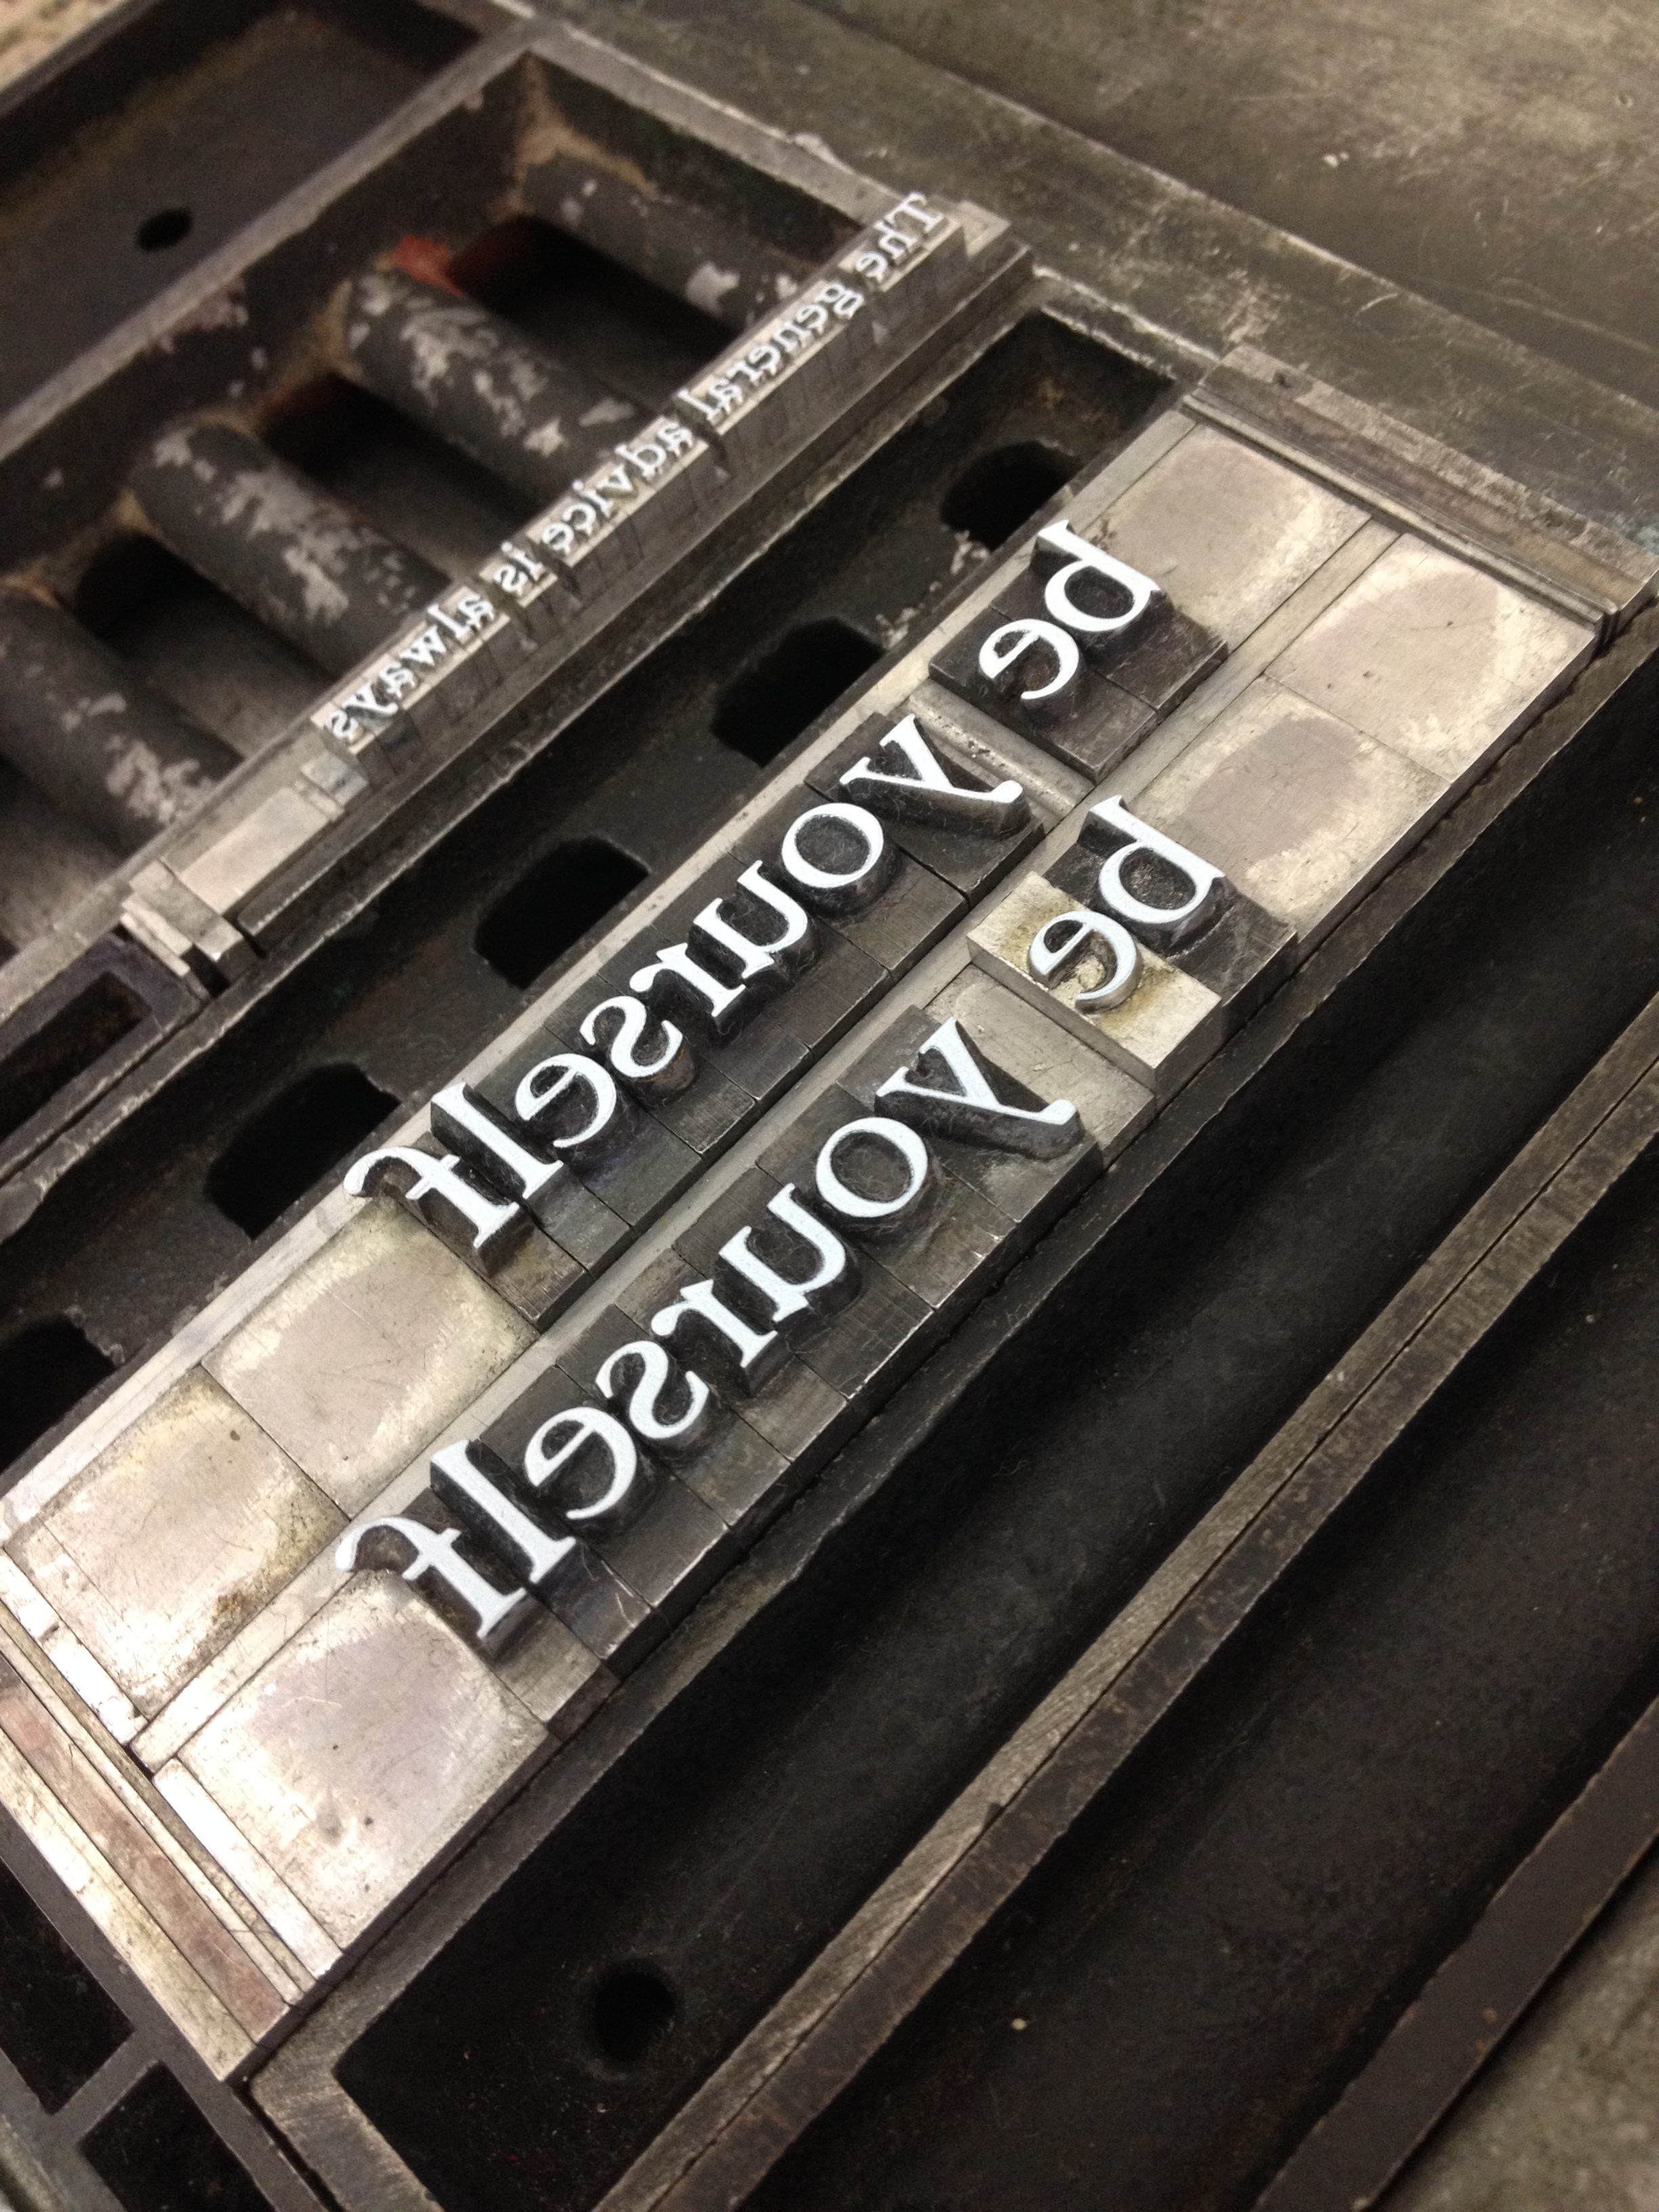 The general advice is always
be yourself
be yourself